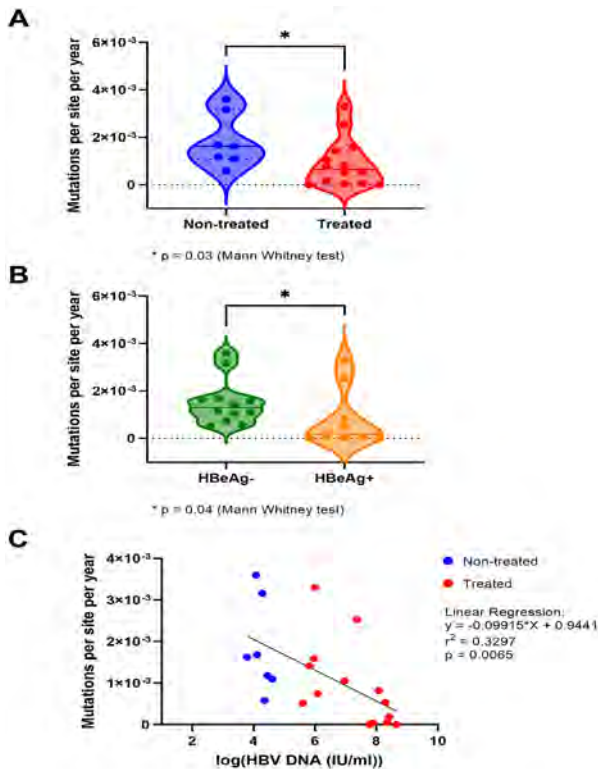 A
Mutations per site per year
6×10⁻³
4×10⁻³
2×10⁻³
0
*
Non-treated
Treated
* p = 0.03 (Mann Whitney test)
B
Mutations per site per year
6×10⁻³
4×10⁻³
2×10⁻³
0
*
HBeAg-
HBeAg+
* p = 0.04 (Mann Whitney test)
C
Mutations per site per year
4×10⁻³
3×10⁻³
2×10⁻³
1×10⁻³
0
0 2 4 6 8 10
log(HBV DNA (IU/ml))
Non-treated
Treated
Linear Regression:
y = -0.09915*X + 0.9441
r² = 0.3297
p = 0.0065